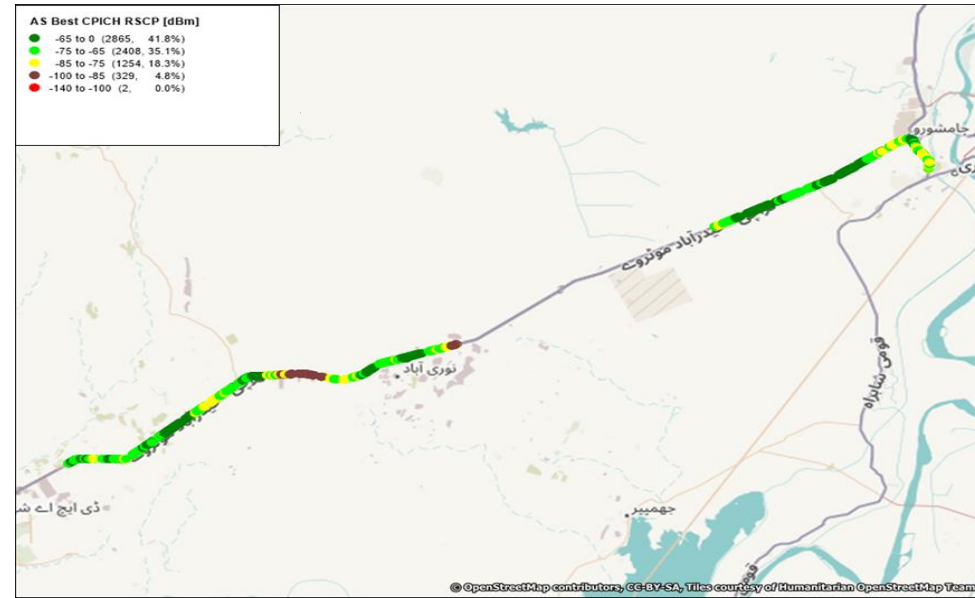 AS Best CPICH RSCP [dBm]
-65 to 0 (2865, 41.8%)
-75 to -65 (2408, 35.1%)
-85 to -75 (1254, 18.3%)
-100 to -85 (329, 4.8%)
-140 to -100 (2, 0.0%)
جامشورو
ری
حیدرآباد موٹروے
قومی شاہراہ
نوری آباد
ڈی ایچ اے
جھمپیر
قومی
© OpenStreetMap contributors, CC-BY-SA, Tiles courtesy of Humanitarian OpenStreetMap Team